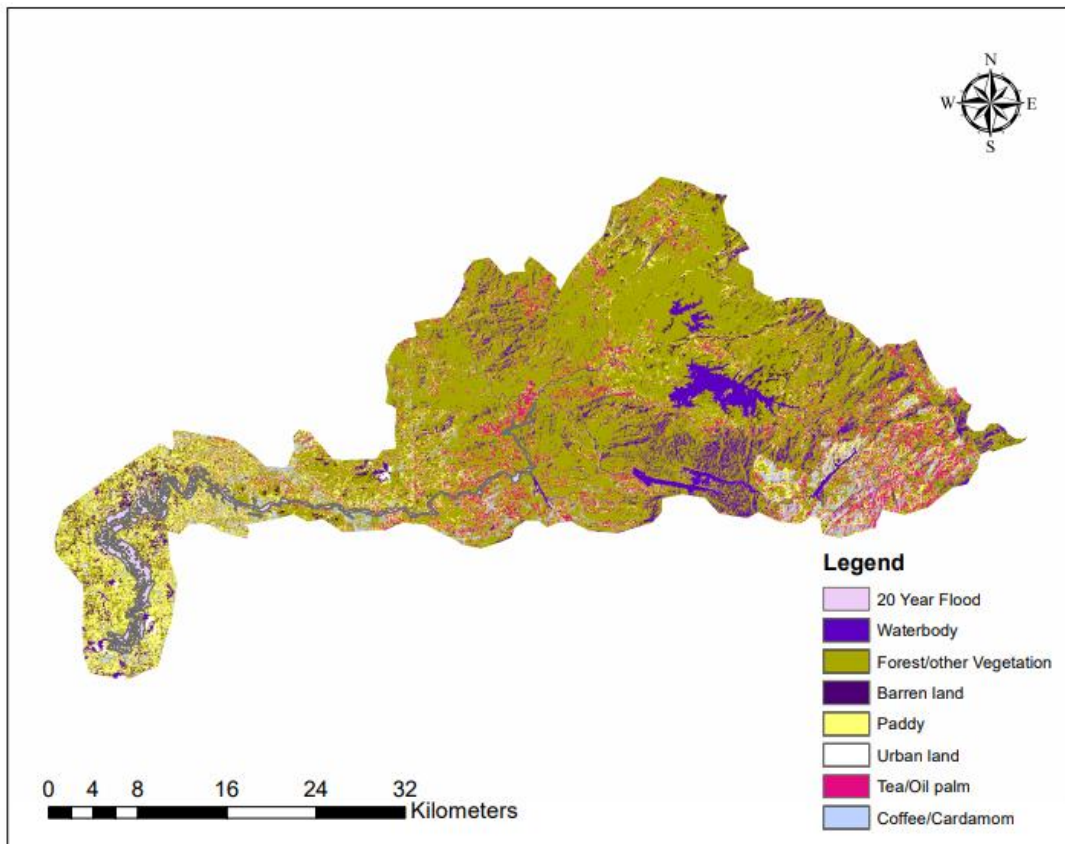 N
W E
S
Legend
20 Year Flood
Waterbody
Forest/other Vegetation
Barren land
Paddy
Urban land
Tea/Oil palm
Coffee/Cardamom
0 4 8 16 24 32
Kilometers